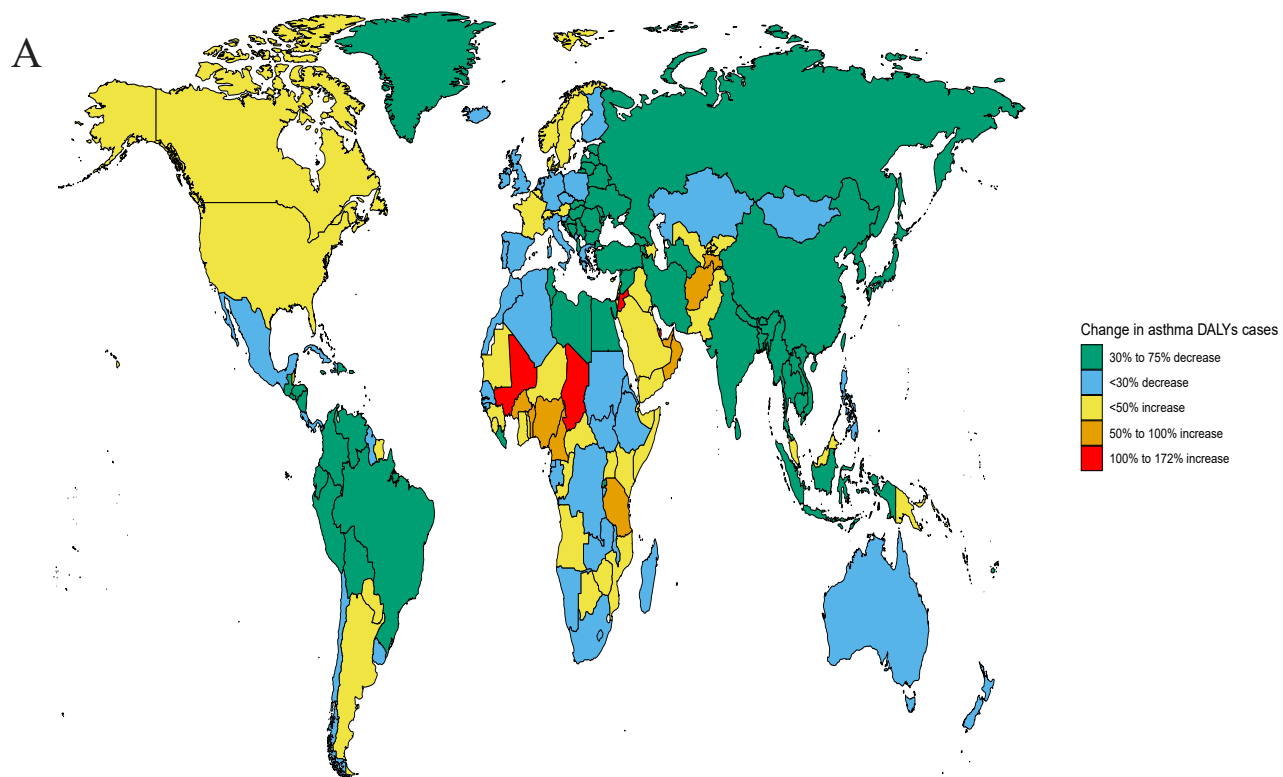 A
Change in asthma DALYs cases
30% to 75% decrease
<30% decrease
<50% increase
50% to 100% increase
100% to 172% increase